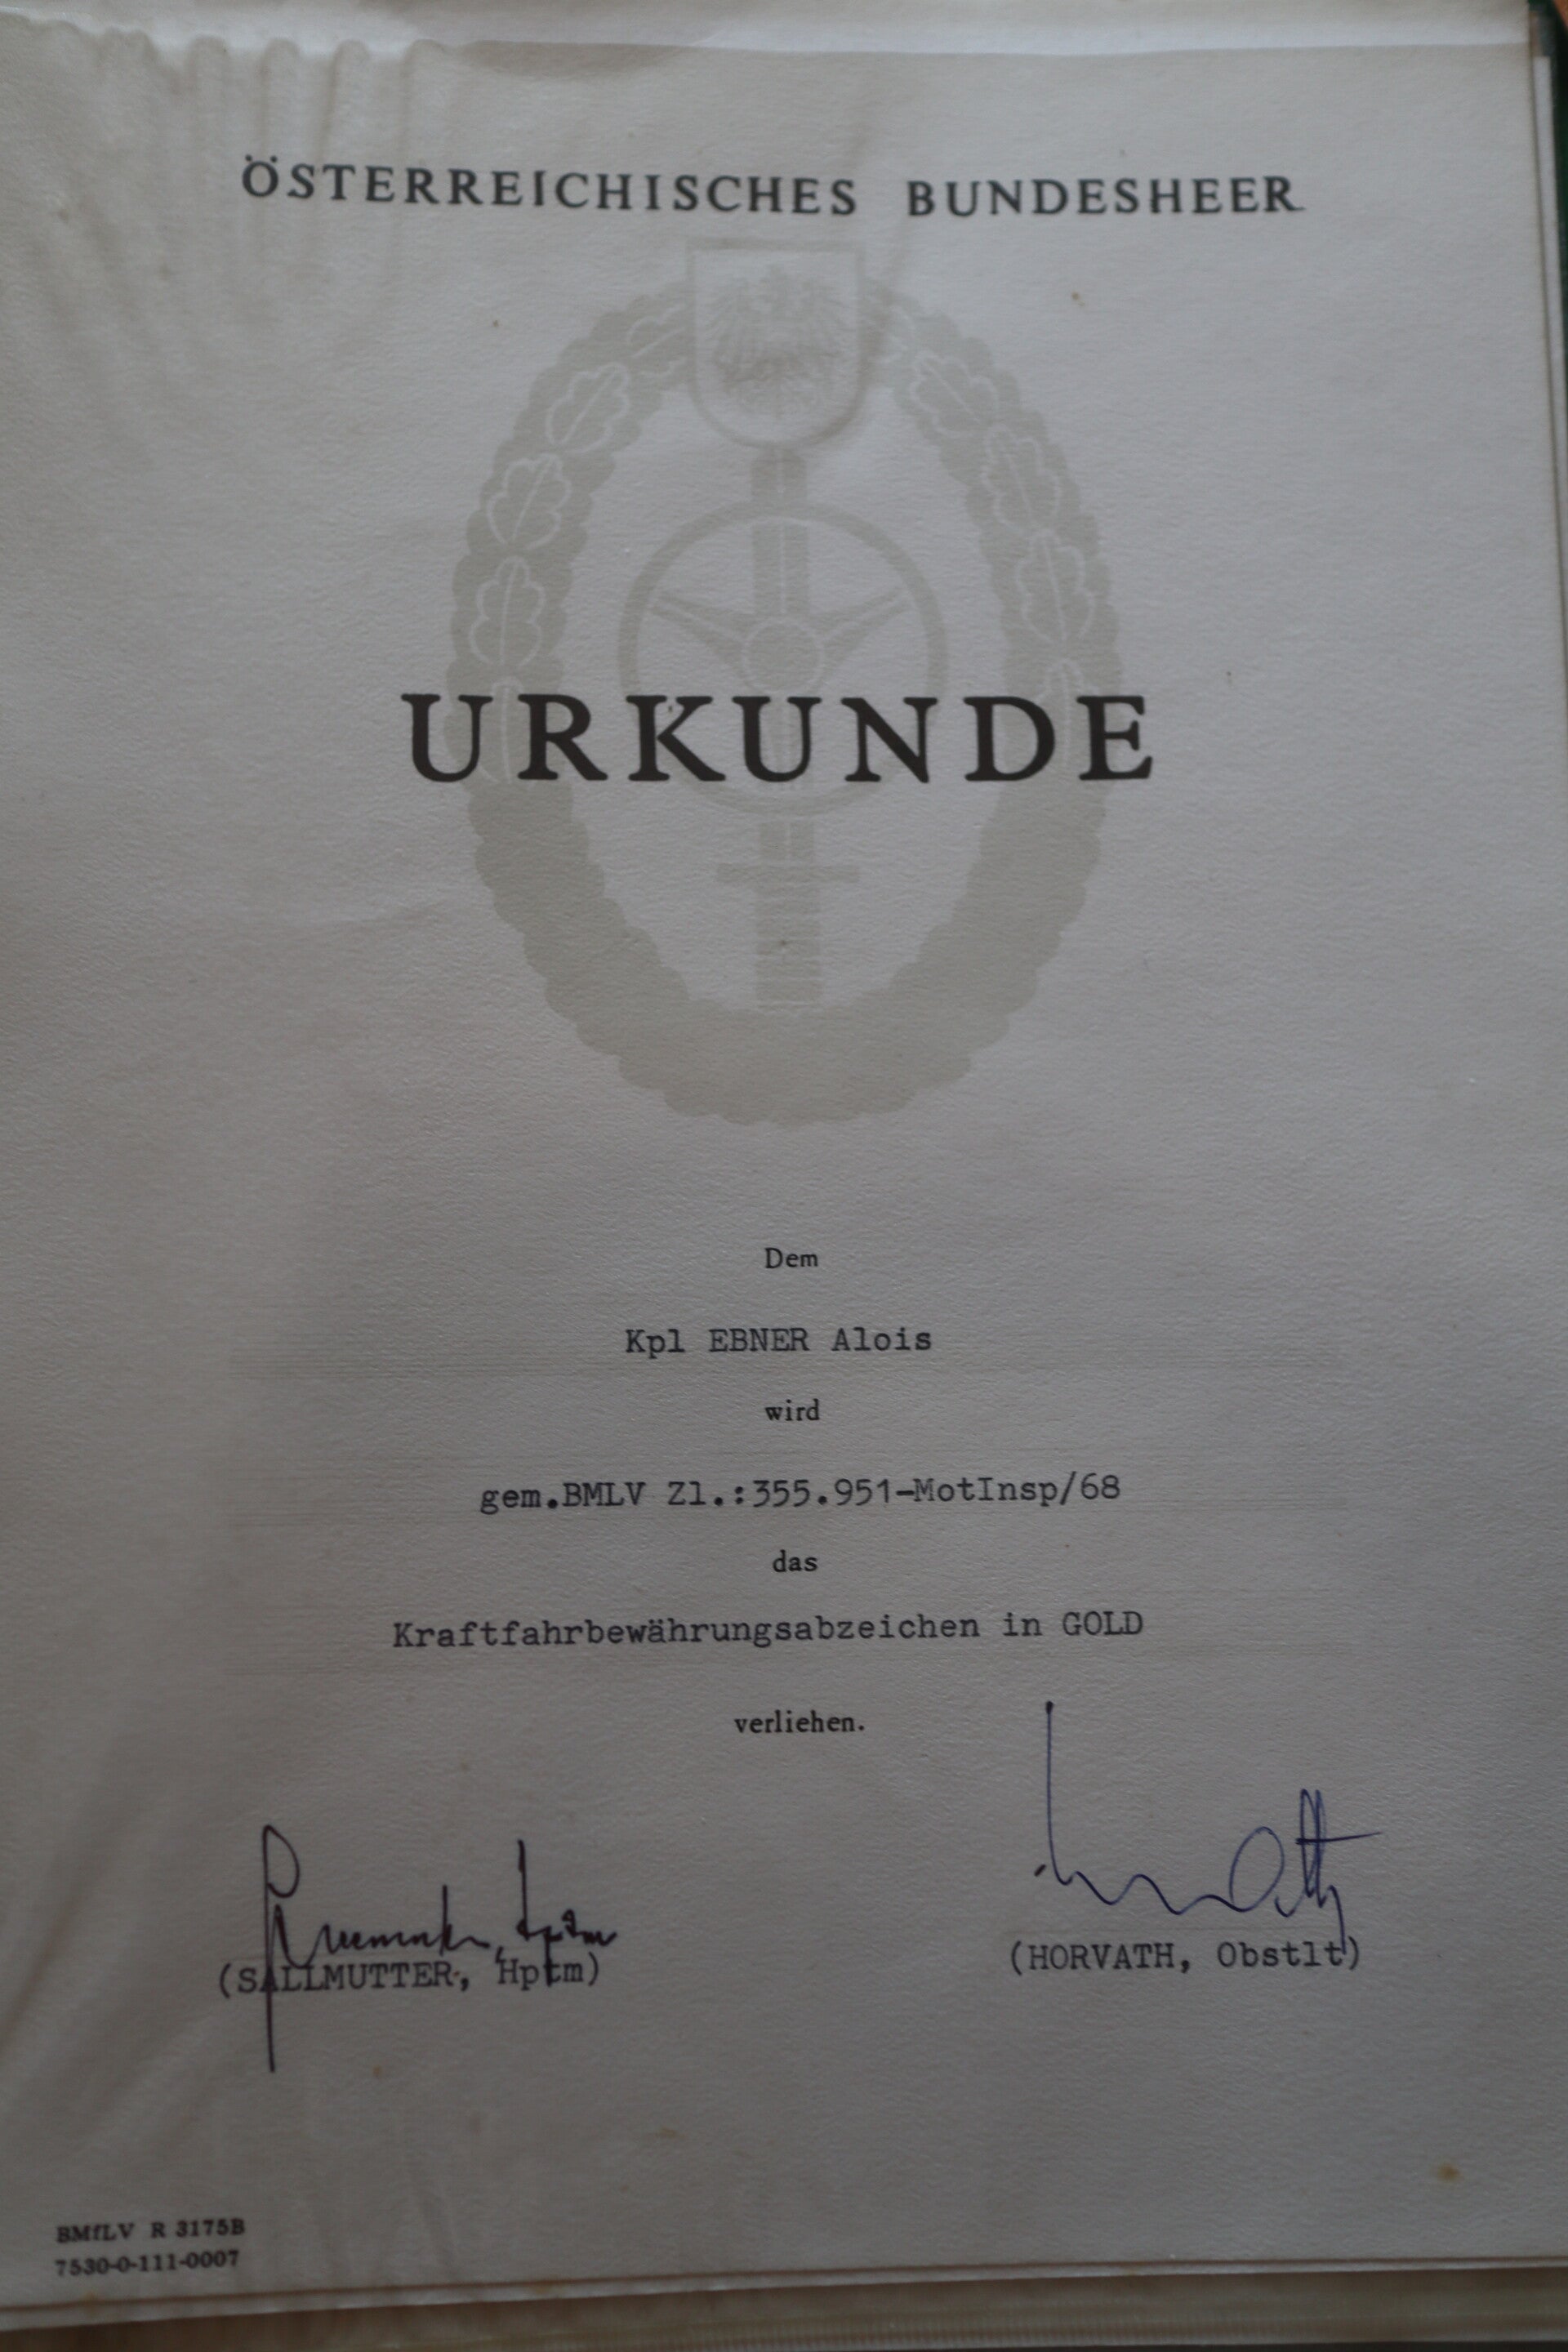 ÖSTERREICHISCHES BUNDESHEER
URKUNDE
Dem
Kpl EBNER Alois
wird
gem.BMLV Zl.:355.951-MotInsp/68
das
Kraftfahrbewährungsabzeichen in GOLD
verliehen.
(SALLMUTTER, Hptm)
(HORVATH, Obstlt)
BMfLV R 3175B
7530-0-111-0007